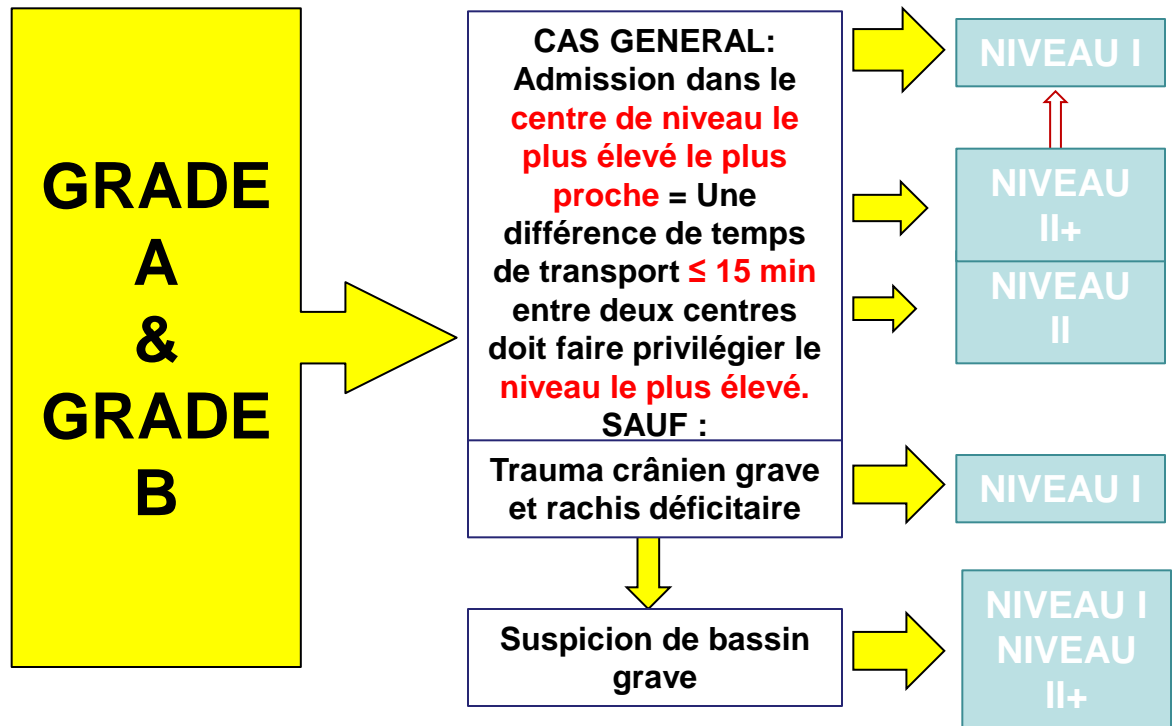 GRADE
A
&
GRADE
B
CAS GENERAL:
Admission dans le
centre de niveau le
plus élevé le plus
proche = Une
différence de temps
de transport ≤ 15 min
entre deux centres
doit faire privilégier le
niveau le plus élevé.
SAUF :
Trauma crânien grave
et rachis déficitaire
Suspicion de bassin
grave
NIVEAU I
NIVEAU
II+
NIVEAU
II
NIVEAU I
NIVEAU I
NIVEAU
II+